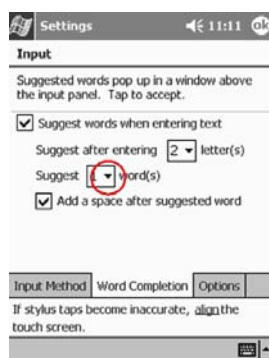 Settings 11:11 ok
Input
Suggested words pop up in a window above
the input panel. Tap to accept.
Suggest words when entering text
Suggest after entering 2 letter(s)
Suggest word(s)
Add a space after suggested word
Input Method Word Completion Options
If stylus taps become inaccurate, align the
touch screen.